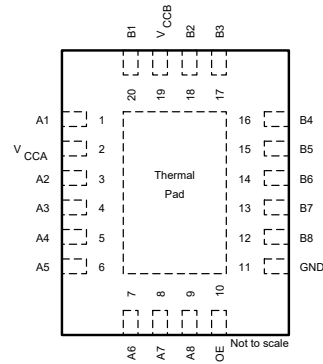 B1 VCCB B2 B3
20 19 18 17
A1 1 16 B4
VCCA 2 15 B5
A2 3 14 B6
A3 4 13 B7
A4 5 12 B8
A5 6 11 GND
Thermal
Pad
7 8 9 10
A6 A7 A8 OE
Not to scale